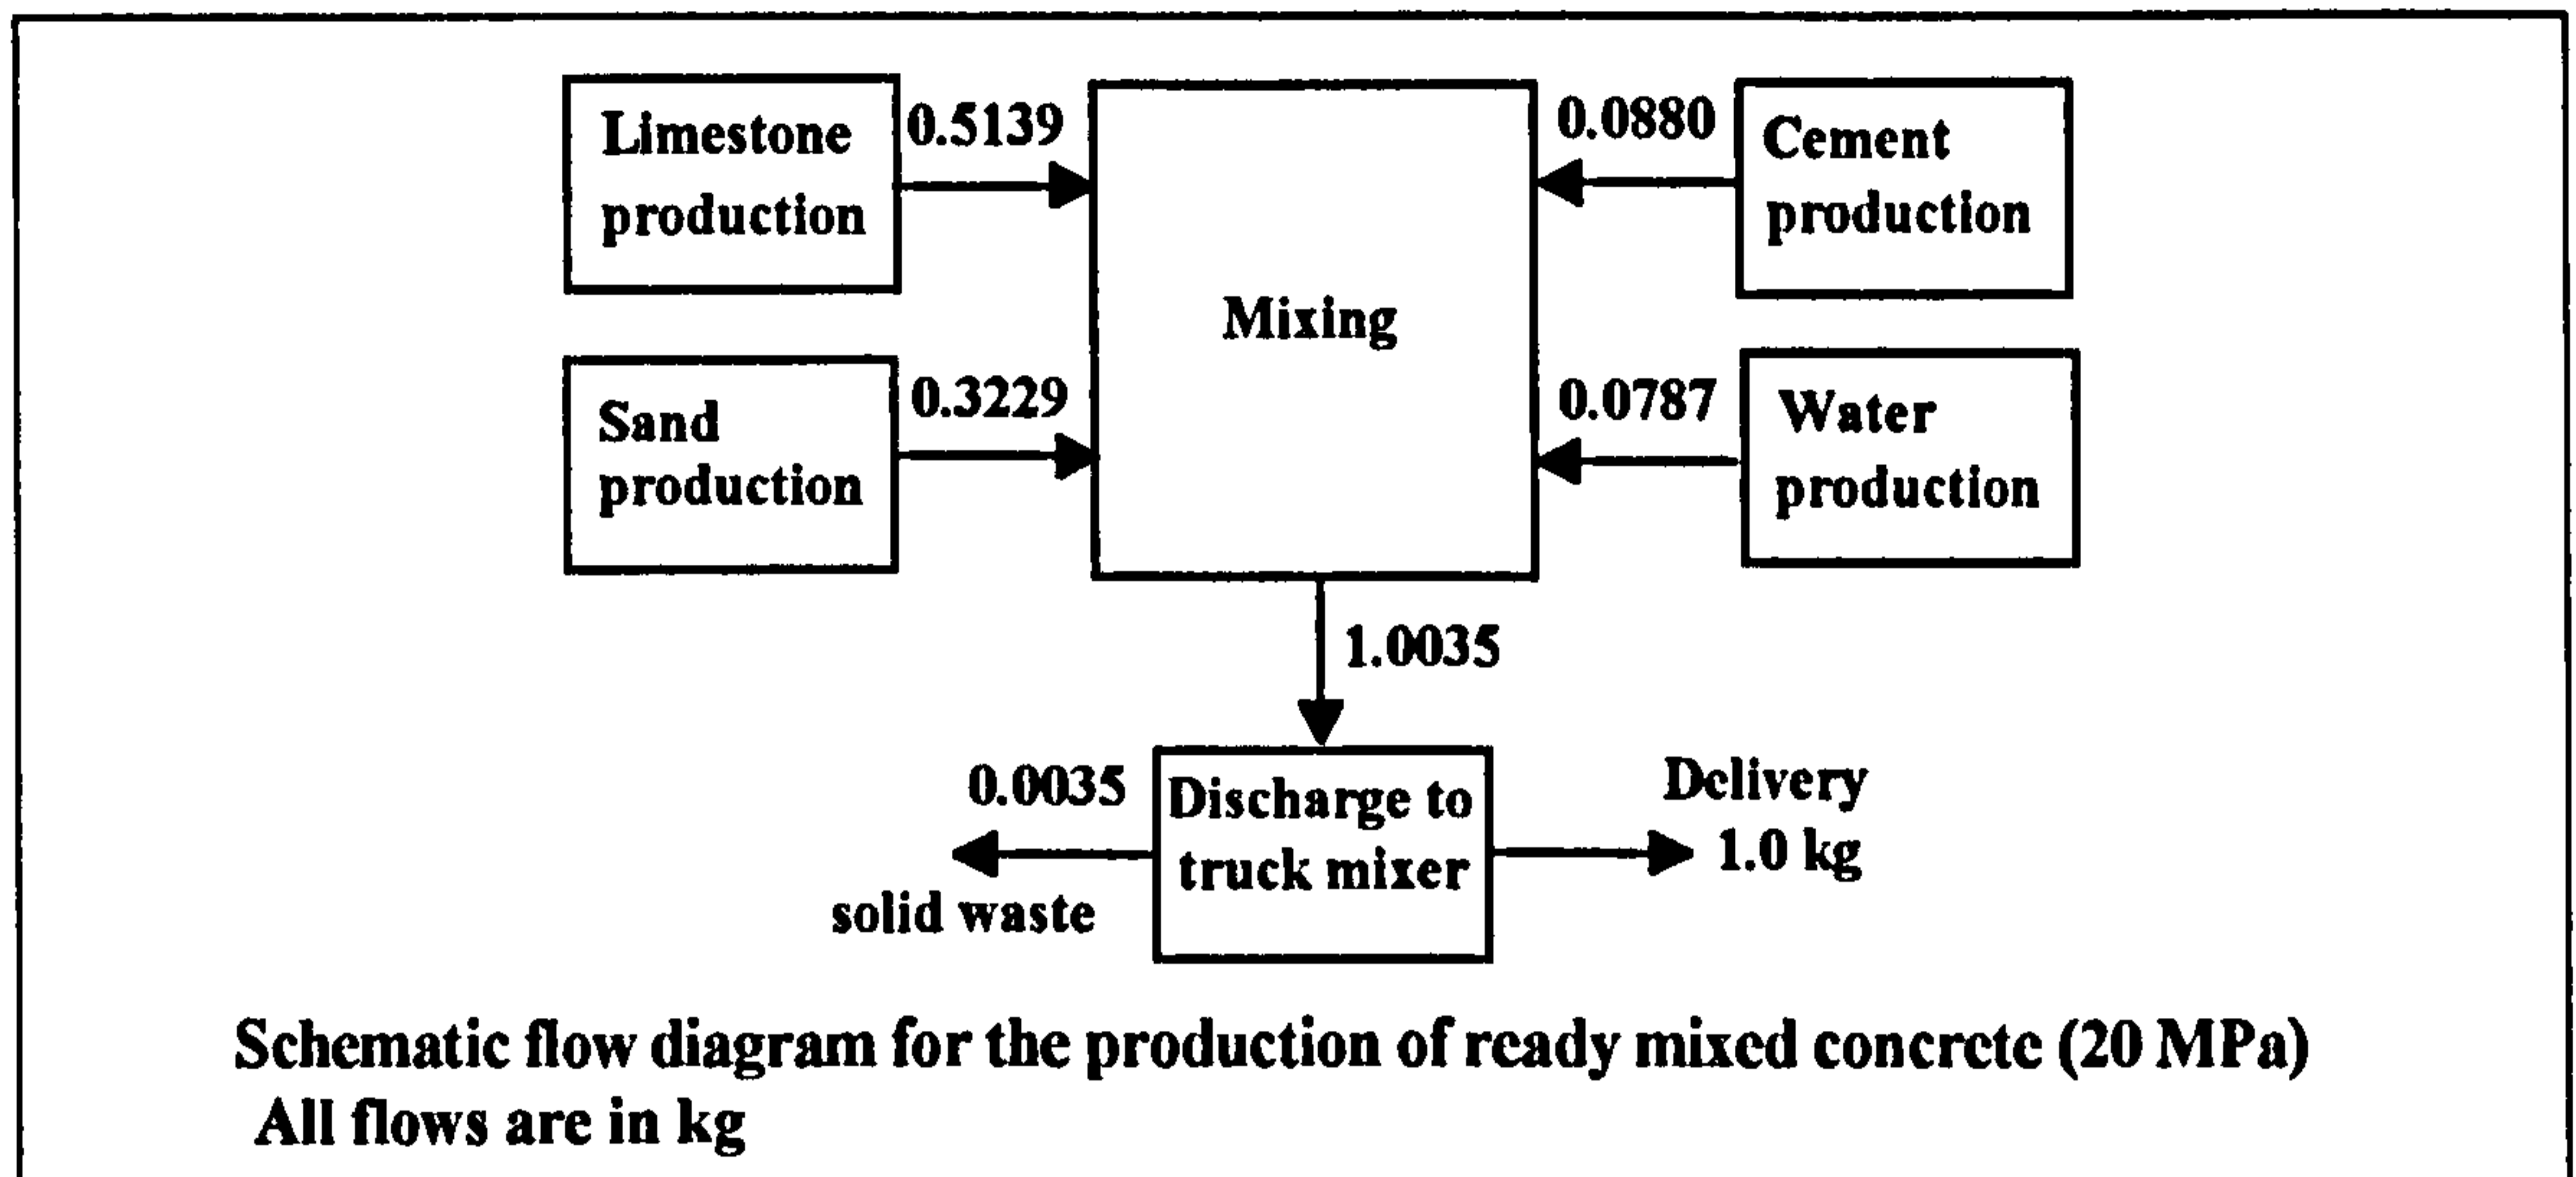 Limestone
production
0.5139
0.0880
Cement
production
Mixing
Sand
production
0.3229
0.0787
Water
production
1.0035
0.0035
Discharge to
truck mixer
solid waste
Delivery
1.0 kg
Schematic flow diagram for the production of ready mixed concrete (20 MPa)
All flows are in kg